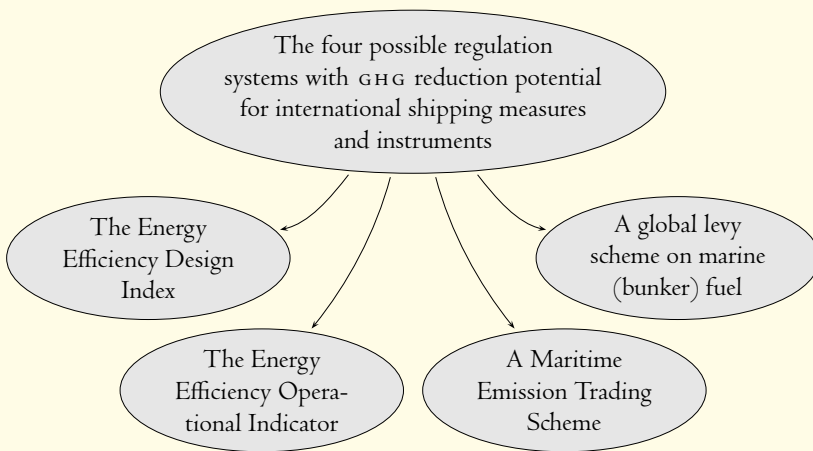 The four possible regulation
systems with GHG reduction potential
for international shipping measures
and instruments
The Energy
Efficiency Design
Index
A global levy
scheme on marine
(bunker) fuel
The Energy
Efficiency Opera-
tional Indicator
A Maritime
Emission Trading
Scheme